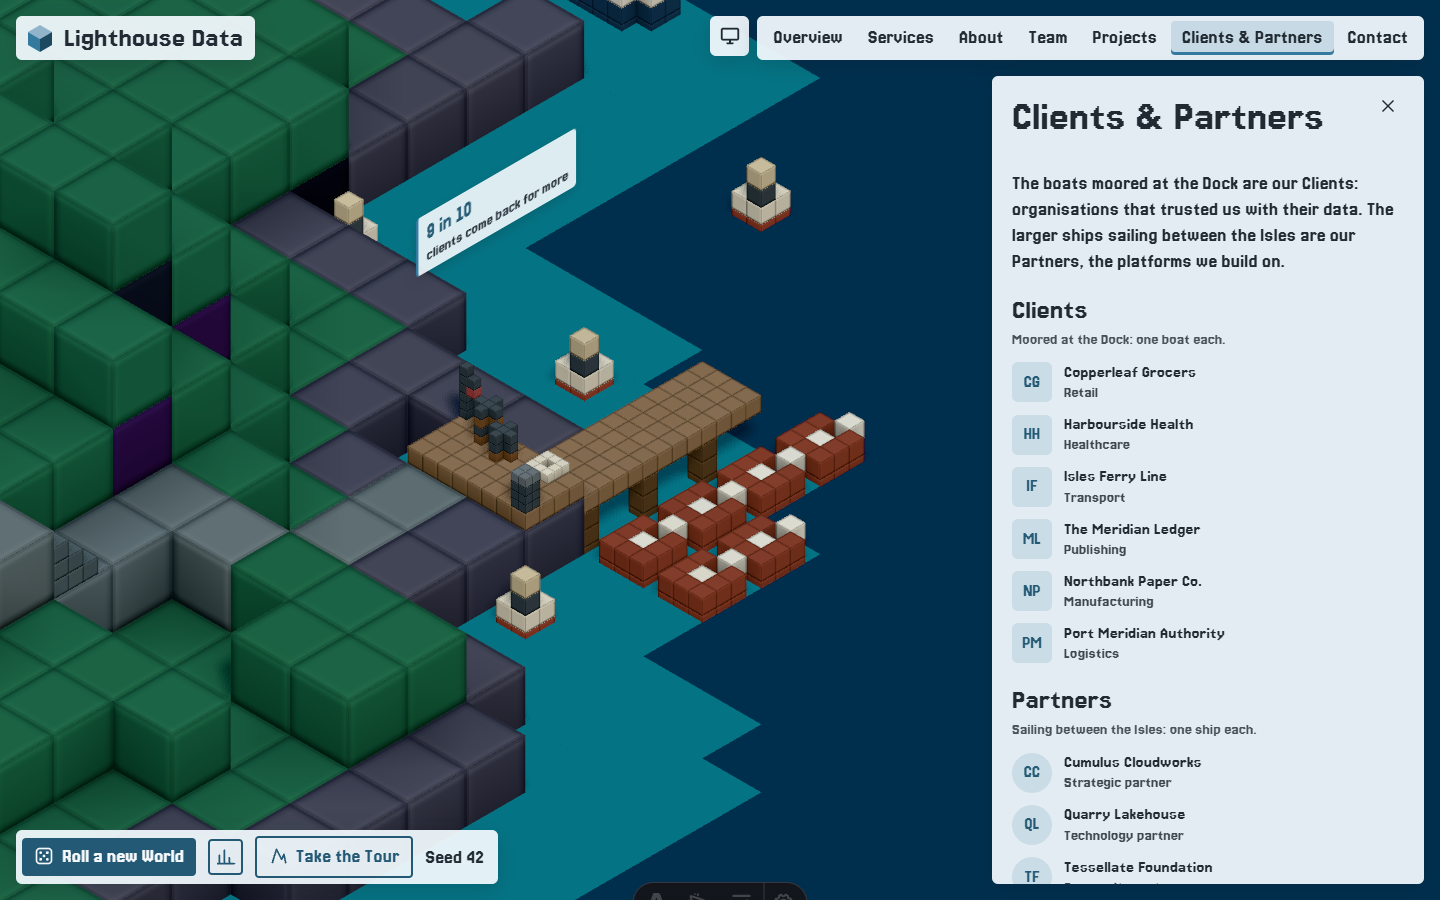 Lighthouse Data
Overview
Services
About
Team
Projects
Clients & Partners
Contact
9 in 10
clients come back for more
Clients & Partners
The boats moored at the Dock are our Clients:
organisations that trusted us with their data. The
larger ships sailing between the Isles are our
Partners, the platforms we build on.
Clients
Moored at the Dock: one boat each.
CG
Copperleaf Grocers
Retail
HH
Harbourside Health
Healthcare
IF
Isles Ferry Line
Transport
ML
The Meridian Ledger
Publishing
NP
Northbank Paper Co.
Manufacturing
PM
Port Meridian Authority
Logistics
Partners
Sailing between the Isles: one ship each.
CC
Cumulus Cloudworks
Strategic partner
QL
Quarry Lakehouse
Technology partner
TF
Tessellate Foundation
Roll a new World
Take the Tour
Seed 42